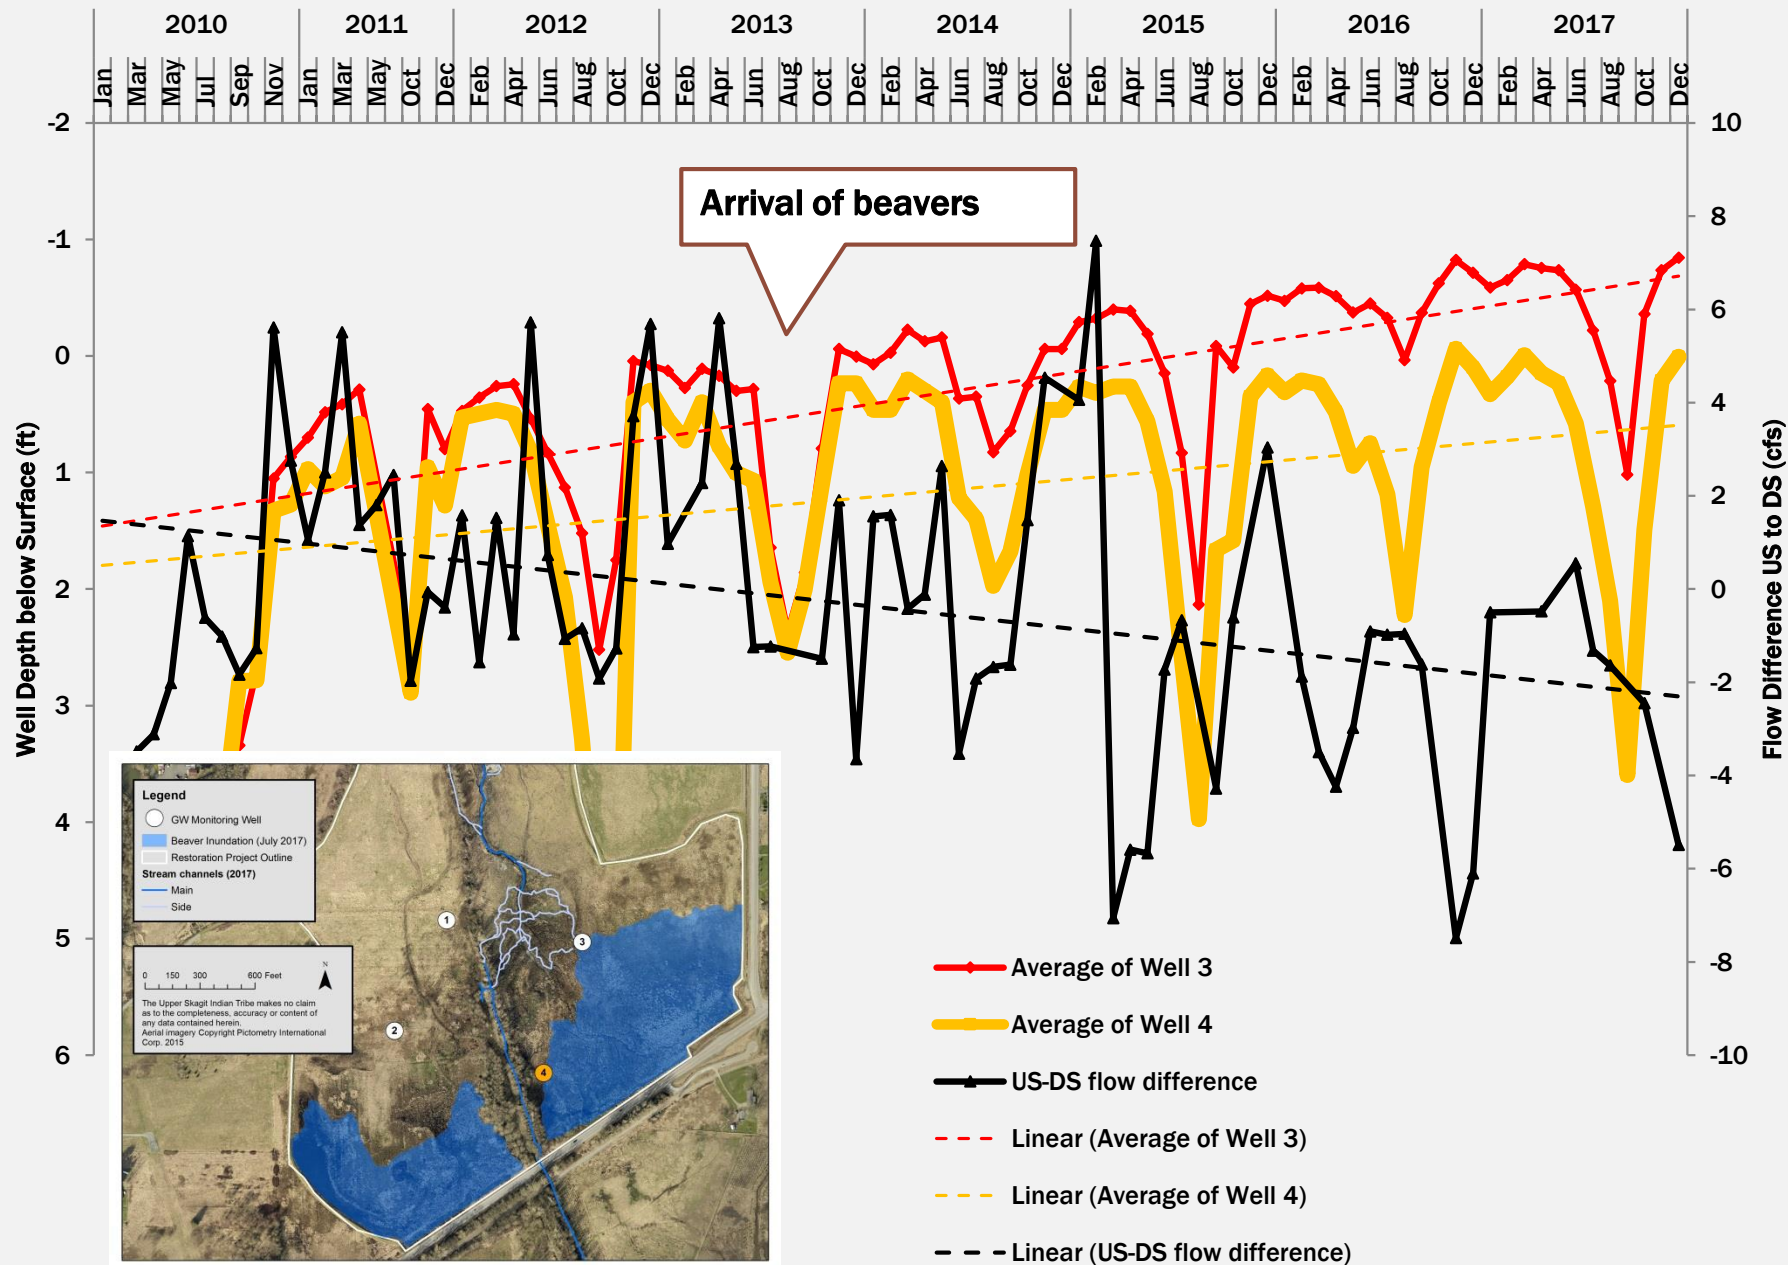 2010 2011 2012 2013 2014 2015 2016 2017
Jan Mar May Jul Sep Nov Jan Mar May Oct Dec Feb Apr Jun Aug Oct Dec Feb Apr Jun Aug Oct Dec Feb Apr Jun Aug Oct Dec Feb Apr Jun Aug Oct Dec Feb Apr Jun Aug Oct Dec Feb Apr Jun Aug Oct Dec
-2
-1
0
1
2
3
4
5
6
Well Depth below Surface (ft)
10
8
6
4
2
0
-2
-4
-6
-8
-10
Flow Difference US to DS (cfs)
Arrival of beavers
Legend
GW Monitoring Well
Beaver Inundation (July 2017)
Restoration Project Outline
Stream channels (2017)
Main
Side
0 150 300 600 Feet
N
The Upper Skagit Indian Tribe makes no claim
as to the completeness, accuracy or content of
any data contained herein.
Aerial imagery Copyright Pictometry International
Corp. 2015
1
3
2
4
Average of Well 3
Average of Well 4
US-DS flow difference
Linear (Average of Well 3)
Linear (Average of Well 4)
Linear (US-DS flow difference)